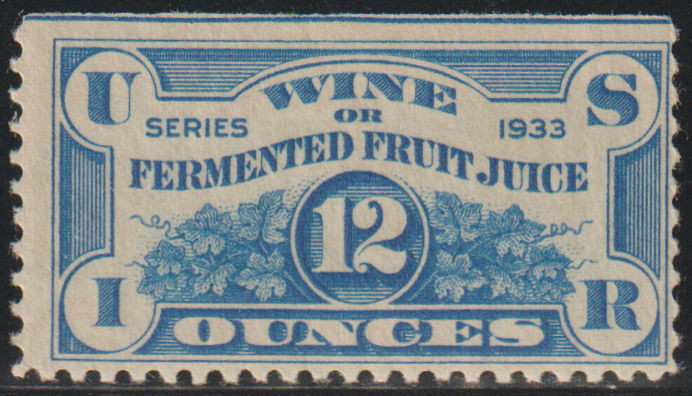 U S
WINE
OR
SERIES 1933
FERMENTED FRUIT JUICE
12
I R
OUNCES